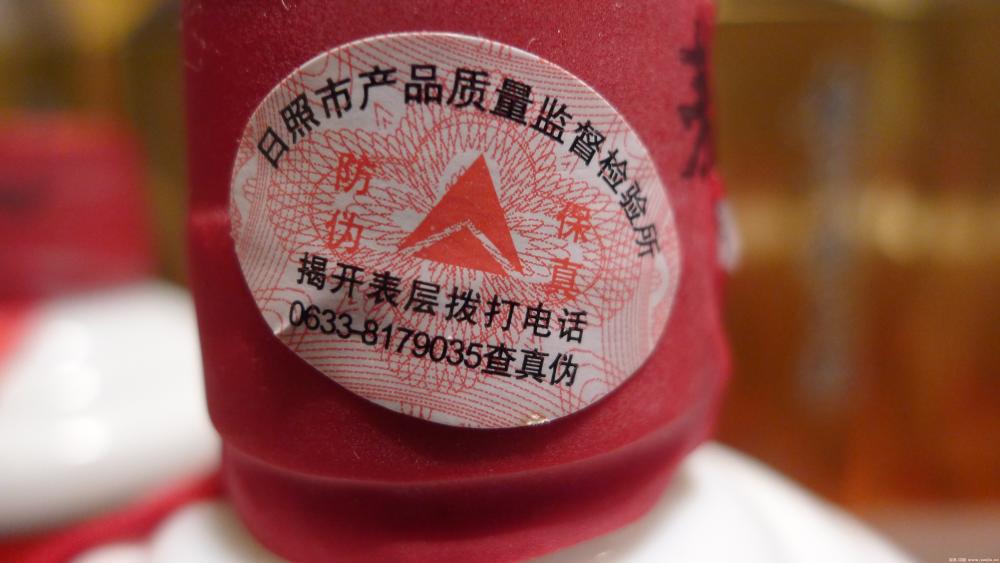 日照市产品质量监督检验所
防伪
保真
揭开表层拨打电话
0633-8179035查真伪